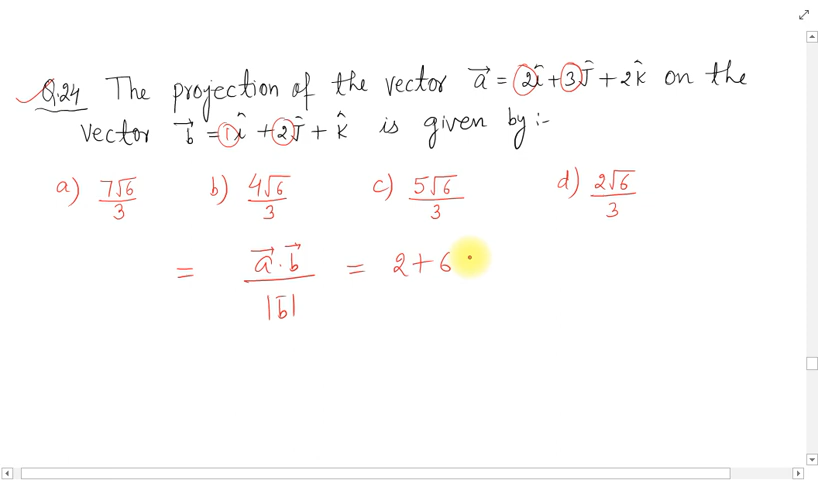 Q.24 The projection of the vector a⃗ = 2î + 3Ĵ + 2k̂ on the
vector b⃗ = 1î + 2Ĵ + k̂ is given by :-
a) 7√6/3 b) 4√6/3 c) 5√6/3 d) 2√6/3
= a⃗·b⃗/|b̄| = 2+6